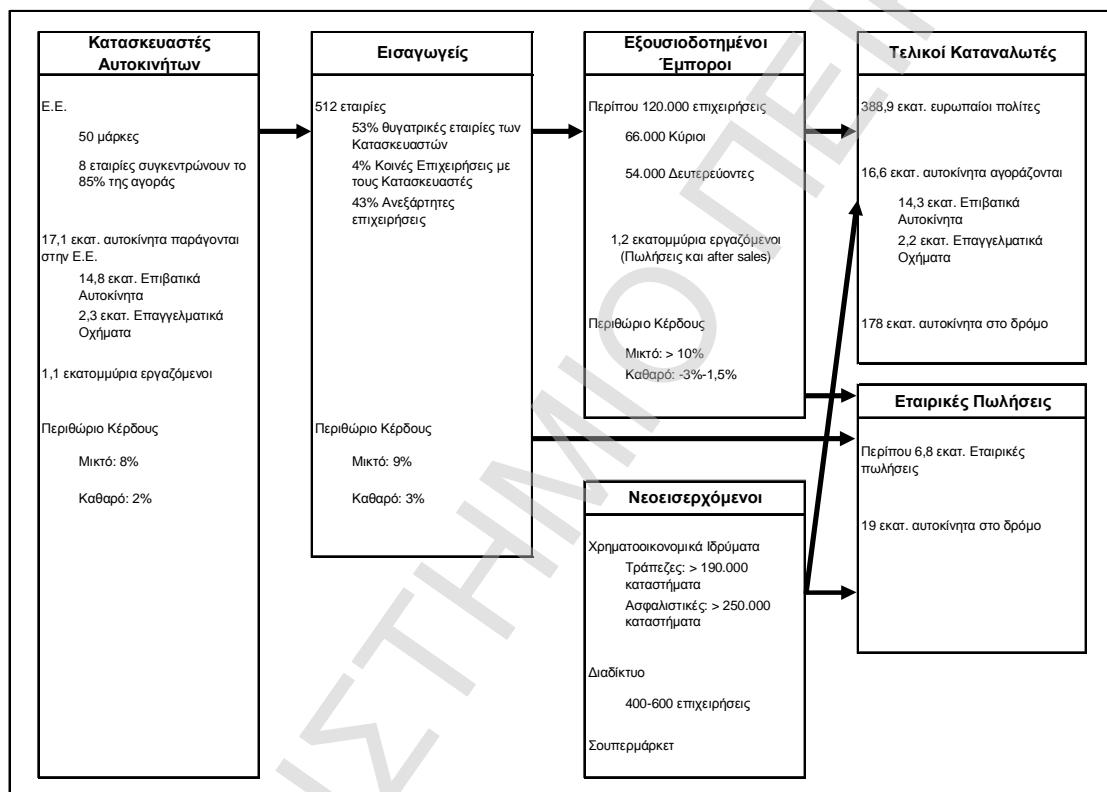 Κατασκευαστές
Αυτοκινήτων
Ε.Ε.
50 μάρκες
8 εταιρίες συγκεντρώνουν το
85% της αγοράς
17,1 εκατ. αυτοκίνητα παράγονται
στην Ε.Ε.
14,8 εκατ. Επιβατικά
Αυτοκίνητα
2,3 εκατ. Επαγγελματικά
Οχήματα
1,1 εκατομμύρια εργαζόμενοι
Περιθώριο Κέρδους
Μικτό: 8%
Καθαρό: 2%
Εισαγωγείς
512 εταιρίες
53% θυγατρικές εταιρίες των
Κατασκευαστών
4% Κοινές Επιχειρήσεις με
τους Κατασκευαστές
43% Ανεξάρτητες
επιχειρήσεις
Περιθώριο Κέρδους
Μικτό: 9%
Καθαρό: 3%
Εξουσιοδοτημένοι
Έμποροι
Περίπου 120.000 επιχειρήσεις
66.000 Κύριοι
54.000 Δευτερεύοντες
1,2 εκατομμύρια εργαζόμενοι
(Πωλήσεις και after sales)
Περιθώριο Κέρδους
Μικτό: > 10%
Καθαρό: -3%-1,5%
Νεοεισερχόμενοι
Χρηματοοικονομικά Ιδρύματα
Τράπεζες: > 190.000
καταστήματα
Ασφαλιστικές: > 250.000
καταστήματα
Διαδίκτυο
400-600 επιχειρήσεις
Σουπερμάρκετ
Τελικοί Καταναλωτές
388,9 εκατ. ευρωπαίοι πολίτες
16,6 εκατ. αυτοκίνητα αγοράζονται
14,3 εκατ. Επιβατικά
Αυτοκίνητα
2,2 εκατ. Επαγγελματικά
Οχήματα
178 εκατ. αυτοκίνητα στο δρόμο
Εταιρικές Πωλήσεις
Περίπου 6,8 εκατ. Εταιρικές
πωλήσεις
19 εκατ. αυτοκίνητα στο δρόμο
ΙΣΤΗΜΙΟ ΠΕΙ